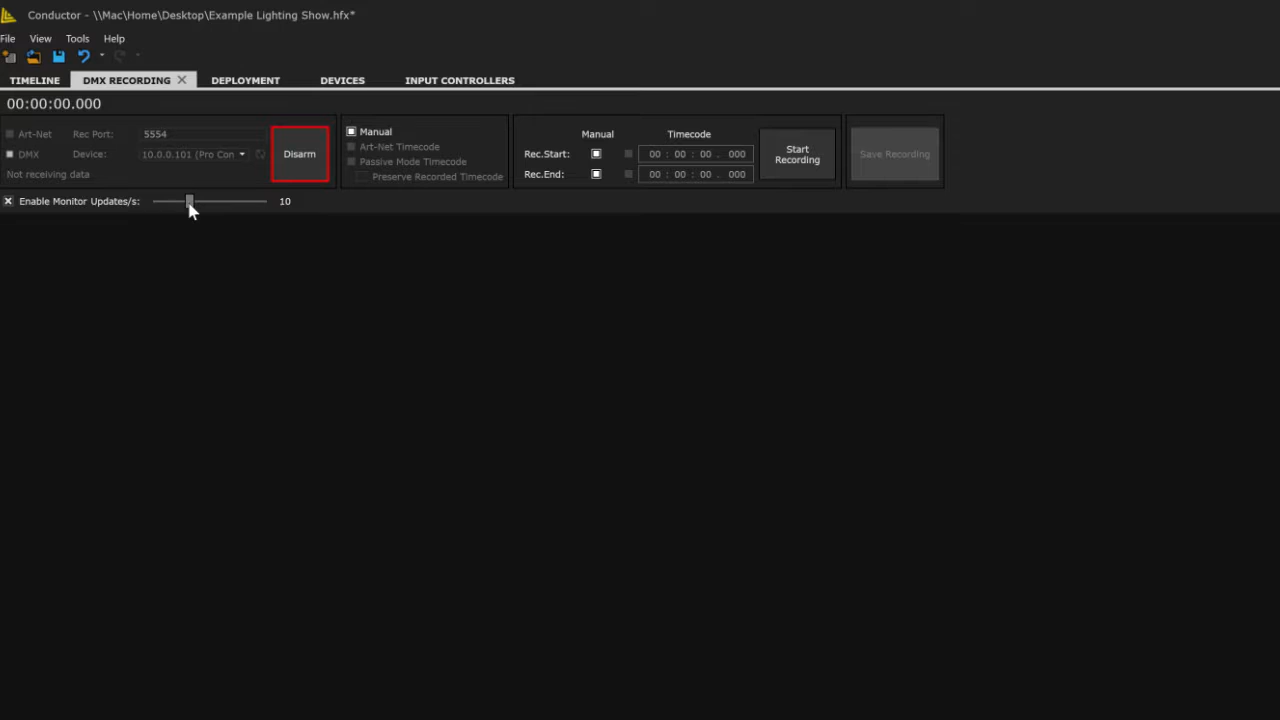 Conductor - \\Mac\Home\Desktop\Example Lighting Show.hfx*
File View Tools Help
TIMELINE DMX RECORDING DEPLOYMENT DEVICES INPUT CONTROLLERS
00:00:00.000
Art-Net Rec Port: 5554
DMX Device: 10.0.0.101 (Pro Con
Not receiving data
Disarm
Manual
Art-Net Timecode
Passive Mode Timecode
Preserve Recorded Timecode
Manual Timecode
Rec.Start: 00 : 00 : 00 . 000
Rec.End: 00 : 00 : 00 . 000
Start
Recording
Save Recording
Enable Monitor Updates/s: 10